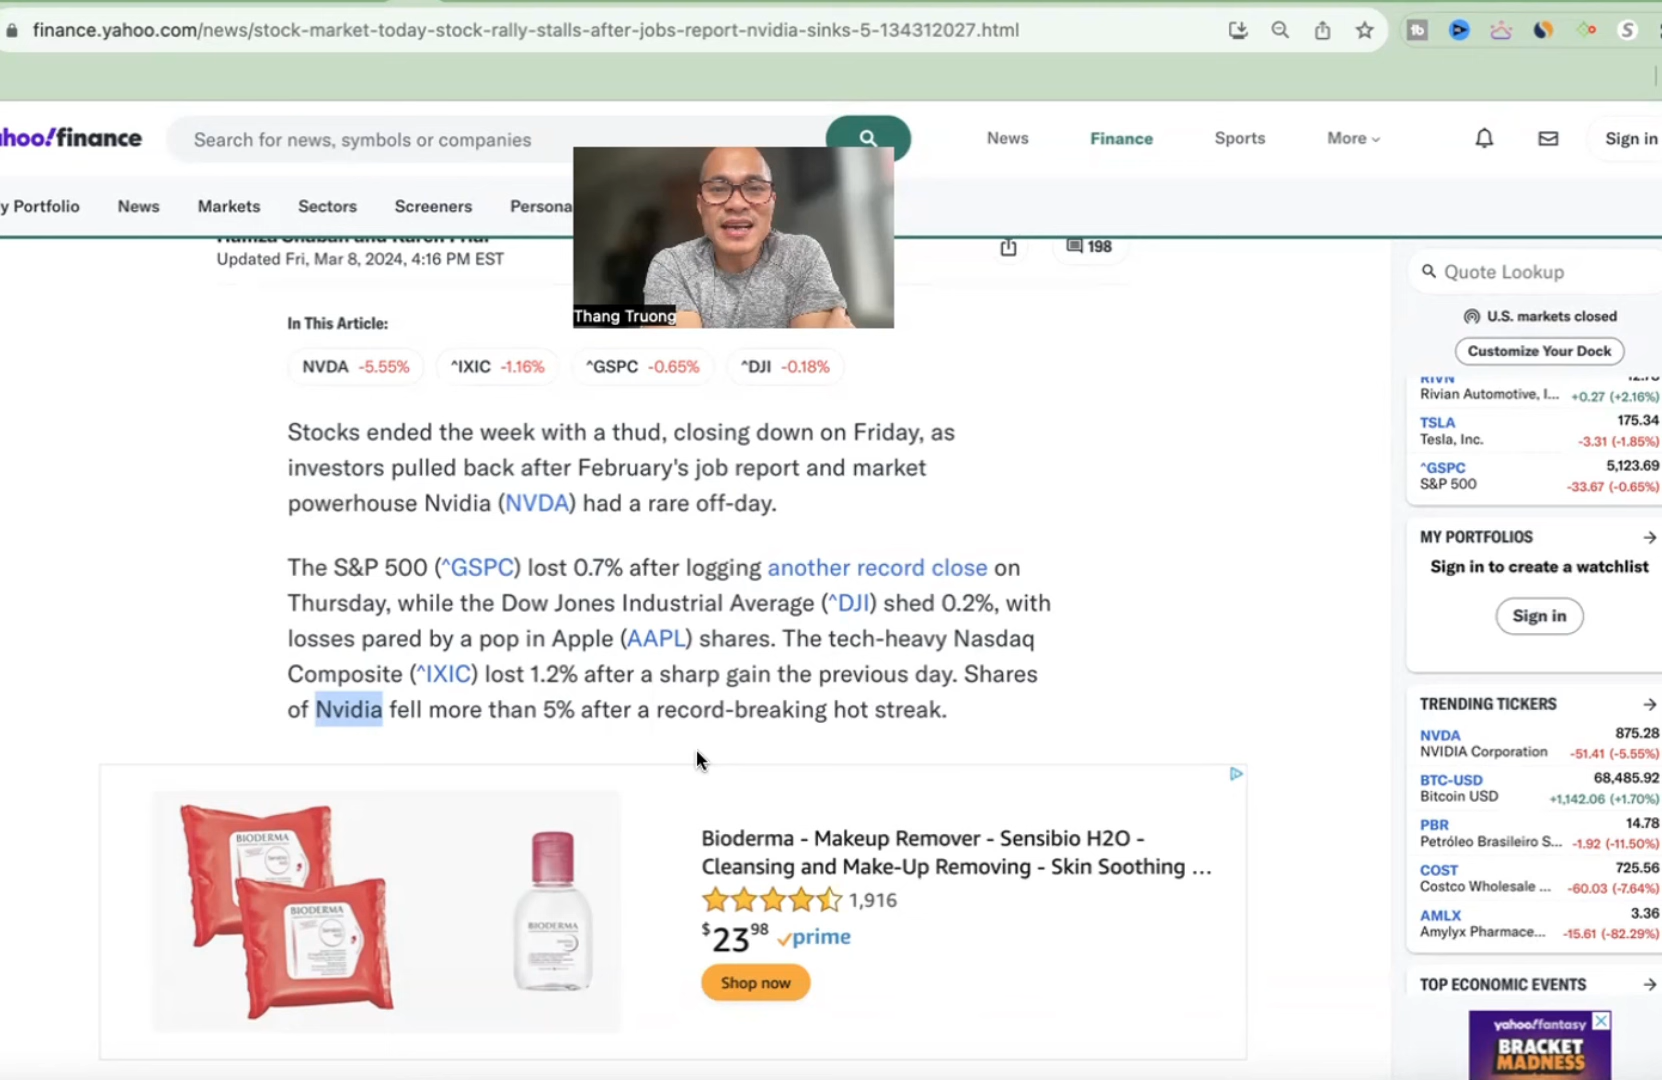 finance.yahoo.com/news/stock-market-today-stock-rally-stalls-after-jobs-report-nvidia-sinks-5-134312027.html
hoo!finance
Search for news, symbols or companies
News
Finance
Sports
More
Sign in
y Portfolio
News
Markets
Sectors
Screeners
Persona
Updated Fri, Mar 8, 2024, 4:16 PM EST
198
Thang Truong
In This Article:
NVDA -5.55%
^IXIC -1.16%
^GSPC -0.65%
^DJI -0.18%
Stocks ended the week with a thud, closing down on Friday, as
investors pulled back after February's job report and market
powerhouse Nvidia (NVDA) had a rare off-day.
The S&P 500 (^GSPC) lost 0.7% after logging another record close on
Thursday, while the Dow Jones Industrial Average (^DJI) shed 0.2%, with
losses pared by a pop in Apple (AAPL) shares. The tech-heavy Nasdaq
Composite (^IXIC) lost 1.2% after a sharp gain the previous day. Shares
of Nvidia fell more than 5% after a record-breaking hot streak.
BIODERMA
BIODERMA
BIODERMA
Bioderma - Makeup Remover - Sensibio H2O -
Cleansing and Make-Up Removing - Skin Soothing ...
1,916
$23.98 prime
Shop now
Quote Lookup
U.S. markets closed
Customize Your Dock
RIVN
Rivian Automotive, I... +0.27 (+2.16%)
TSLA 175.34
Tesla, Inc. -3.31 (-1.85%)
^GSPC 5,123.69
S&P 500 -33.67 (-0.65%)
MY PORTFOLIOS
Sign in to create a watchlist
Sign in
TRENDING TICKERS
NVDA 875.28
NVIDIA Corporation -51.41 (-5.55%)
BTC-USD 68,485.92
Bitcoin USD +1,142.06 (+1.70%)
PBR 14.78
Petróleo Brasileiro S... -1.92 (-11.50%)
COST 725.56
Costco Wholesale ... -60.03 (-7.64%)
AMLX 3.36
Amylyx Pharmace... -15.61 (-82.29%)
TOP ECONOMIC EVENTS
yahoo!fantasy
BRACKET
MADNESS